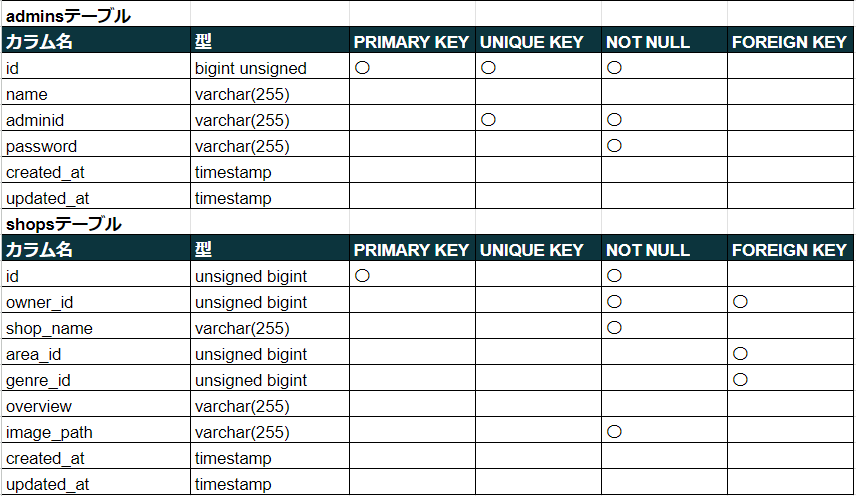 adminsテーブル
カラム名 型 PRIMARY KEY UNIQUE KEY NOT NULL FOREIGN KEY
id bigint unsigned ○ ○ ○
name varchar(255)
adminid varchar(255) ○ ○
password varchar(255) ○
created_at timestamp
updated_at timestamp
shopsテーブル
カラム名 型 PRIMARY KEY UNIQUE KEY NOT NULL FOREIGN KEY
id unsigned bigint ○ ○
owner_id unsigned bigint ○ ○
shop_name varchar(255) ○
area_id unsigned bigint ○
genre_id unsigned bigint ○
overview varchar(255)
image_path varchar(255) ○
created_at timestamp
updated_at timestamp